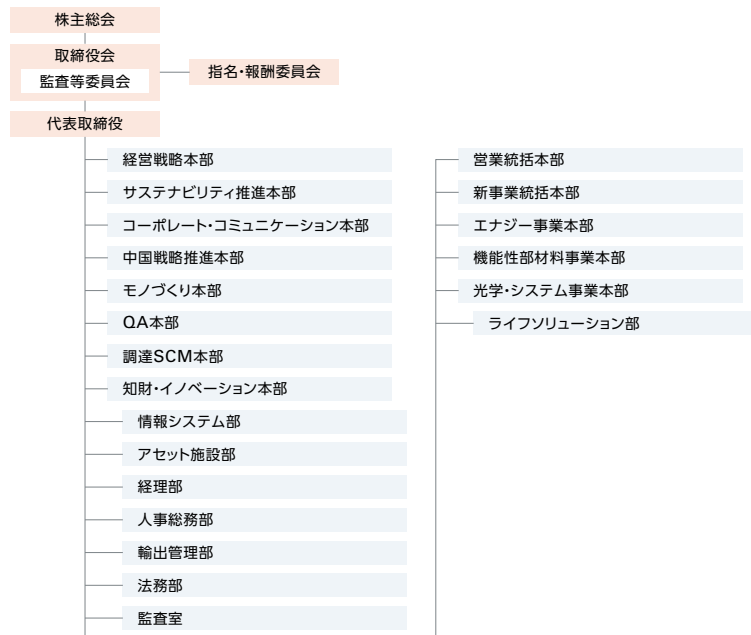 株主総会
取締役会
監査等委員会
指名・報酬委員会
代表取締役
経営戦略本部
サステナビリティ推進本部
コーポレート・コミュニケーション本部
中国戦略推進本部
モノづくり本部
QA本部
調達SCM本部
知財・イノベーション本部
情報システム部
アセット施設部
経理部
人事総務部
輸出管理部
法務部
監査室
営業統括本部
新事業統括本部
エナジー事業本部
機能性部材料事業本部
光学・システム事業本部
ライフソリューション部